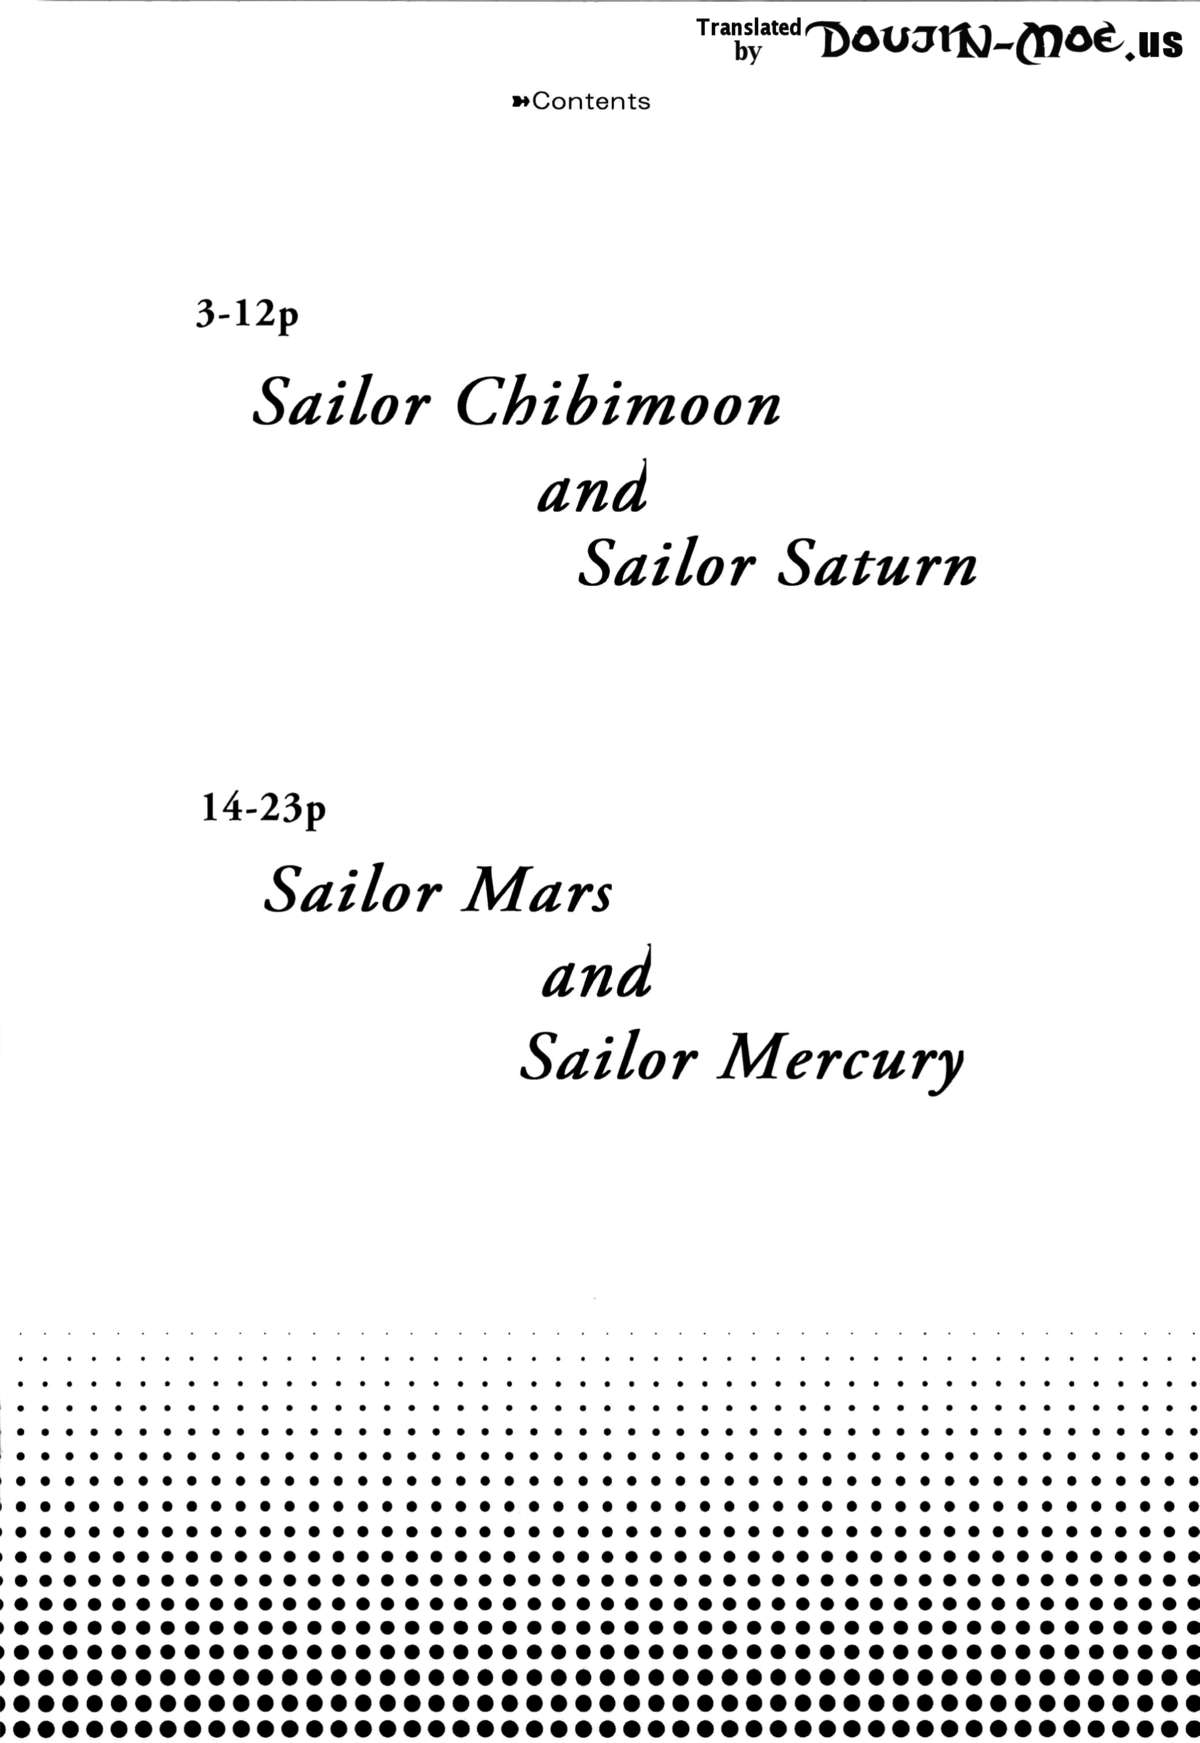 Translated by DOUJIN-MOE.us
Contents
3-12p
Sailor Chibimoon
and
Sailor Saturn
14-23p
Sailor Mars
and
Sailor Mercury